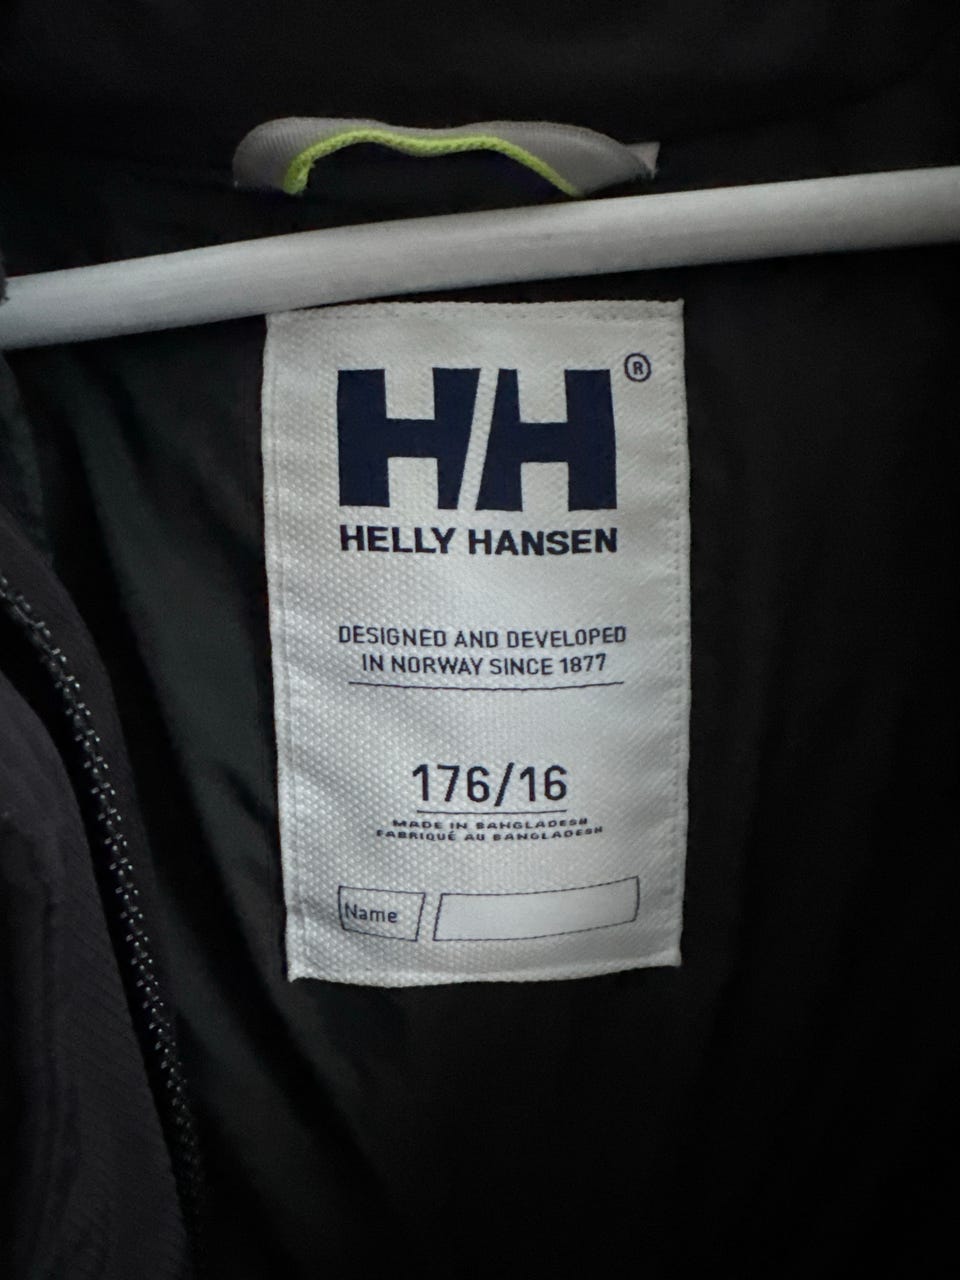 HH®
HELLY HANSEN
DESIGNED AND DEVELOPED
IN NORWAY SINCE 1877
176/16
MADE IN BANGLADESH
FABRIQUÉ AU BANGLADESH
Name